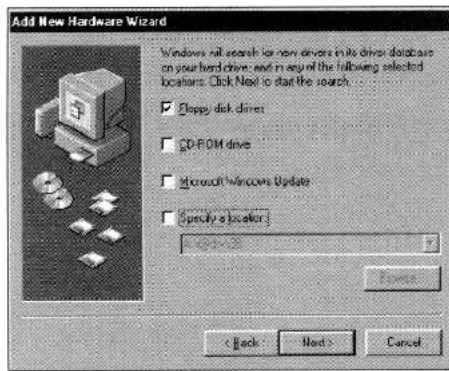 Add New Hardware Wizard
Windows will search for new drivers in its driver database
on your hard drive, and in any of the following selected
locations. Click Next to start the search.
Floppy disk drives
CD-ROM drive
Microsoft Windows Update
Specify a location:
Browse...
< Back
Next >
Cancel